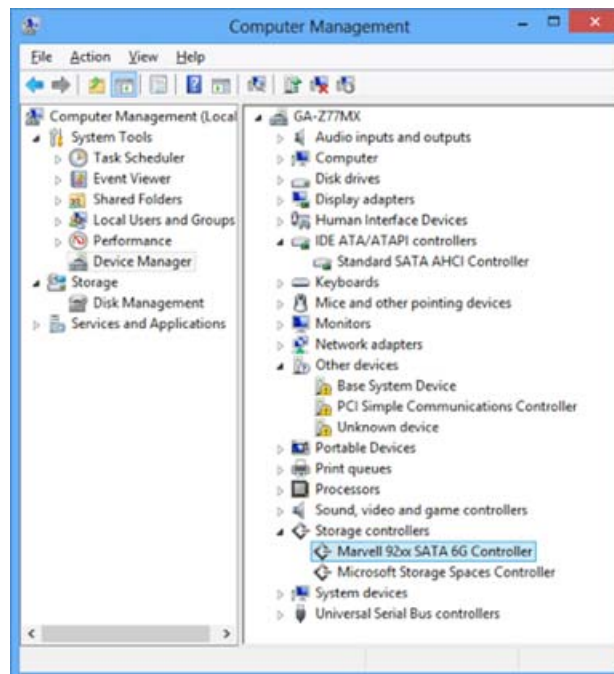 Computer Management
File Action View Help
Computer Management (Local
System Tools
Task Scheduler
Event Viewer
Shared Folders
Local Users and Groups
Performance
Device Manager
Storage
Disk Management
Services and Applications
GA-Z77MX
Audio inputs and outputs
Computer
Disk drives
Display adapters
Human Interface Devices
IDE ATA/ATAPI controllers
Standard SATA AHCI Controller
Keyboards
Mice and other pointing devices
Monitors
Network adapters
Other devices
Base System Device
PCI Simple Communications Controller
Unknown device
Portable Devices
Print queues
Processors
Sound, video and game controllers
Storage controllers
Marvell 92xx SATA 6G Controller
Microsoft Storage Spaces Controller
System devices
Universal Serial Bus controllers